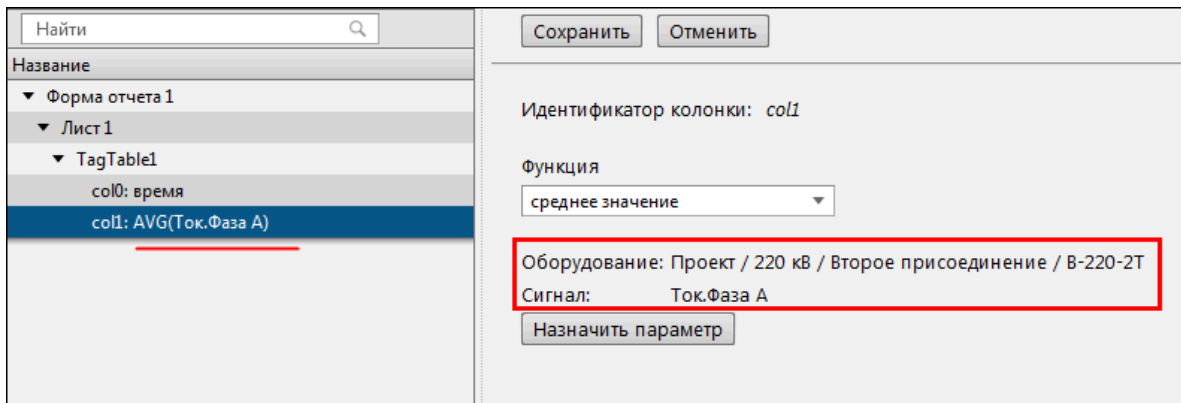 Найти
Название
Форма отчета 1
Лист 1
TagTable1
col0: время
col1: AVG(Ток.Фаза А)
Сохранить Отменить
Идентификатор колонки: col1
Функция
среднее значение
Оборудование: Проект / 220 кВ / Второе присоединение / В-220-2Т
Сигнал: Ток.Фаза А
Назначить параметр